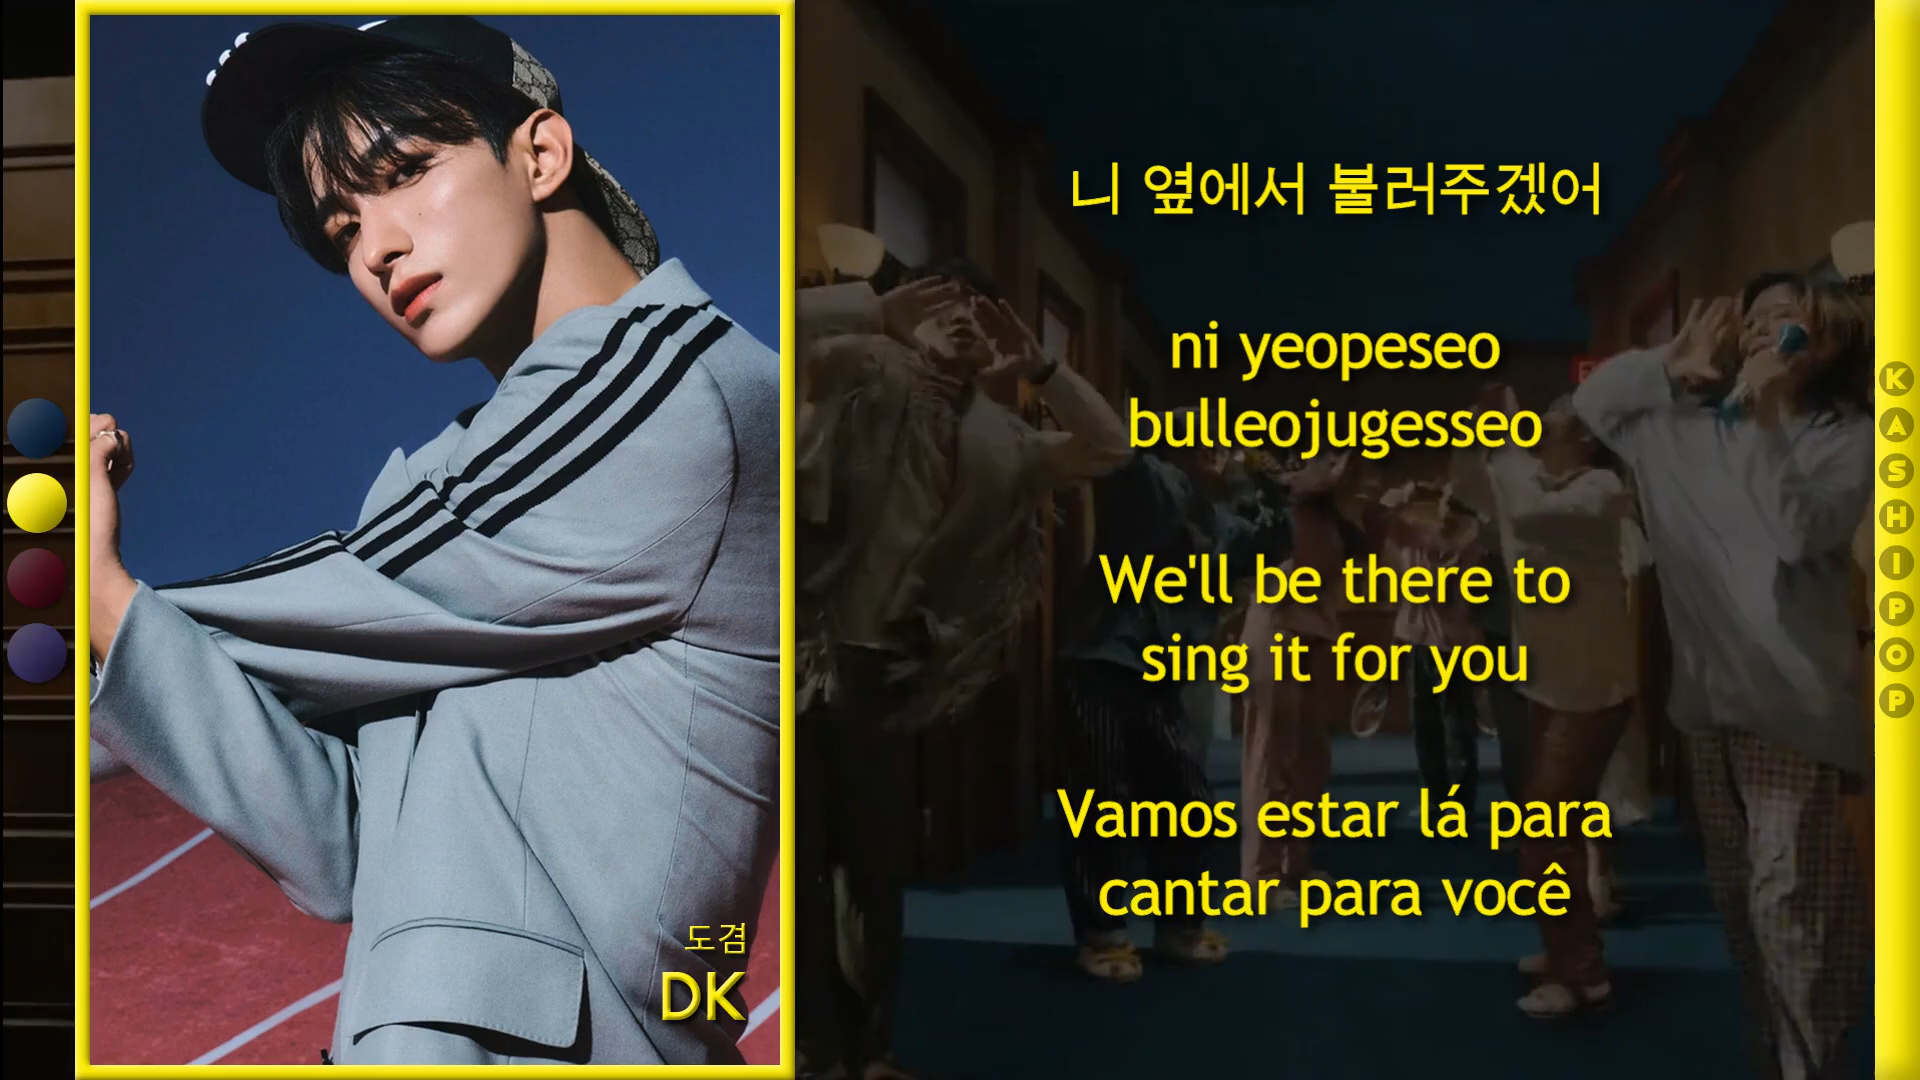 도겸
DK
니 옆에서 불러주겠어
ni yeopeseo
bulleojugesseo
We'll be there to
sing it for you
Vamos estar lá para
cantar para você
KASHIPOP